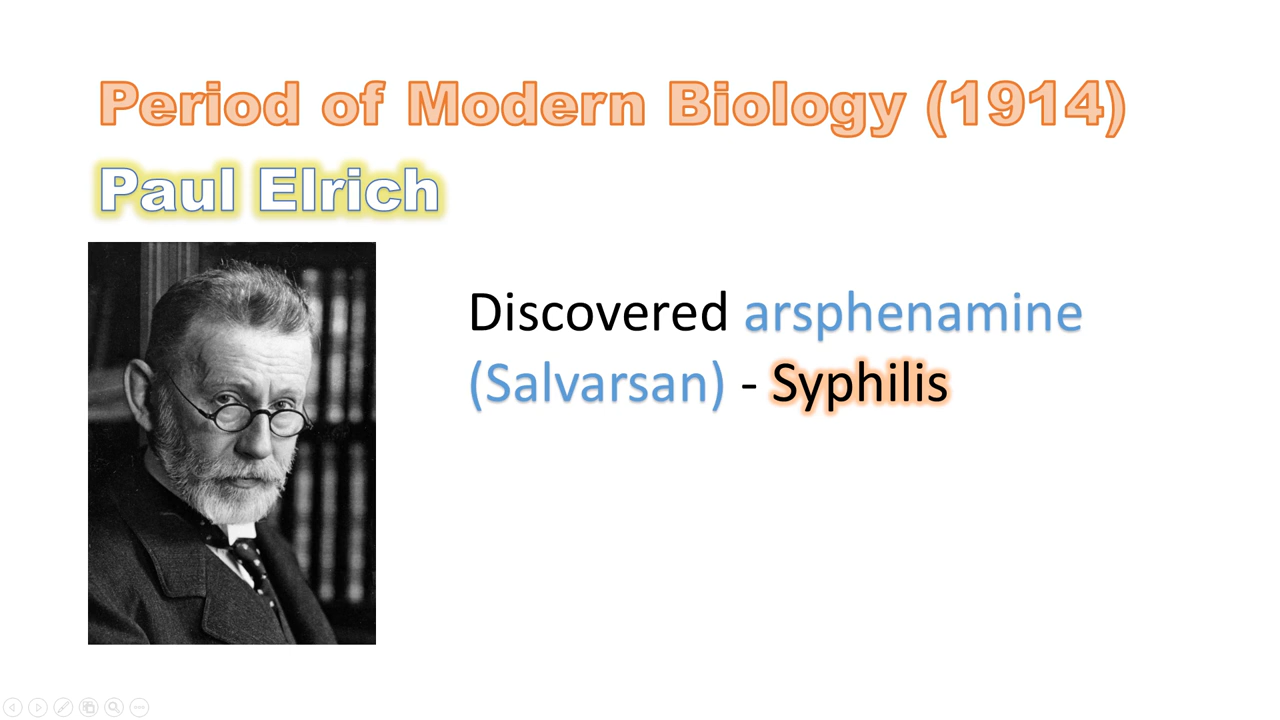 Period of Modern Biology (1914)
Paul Elrich
Discovered arsphenamine
(Salvarsan) - Syphilis